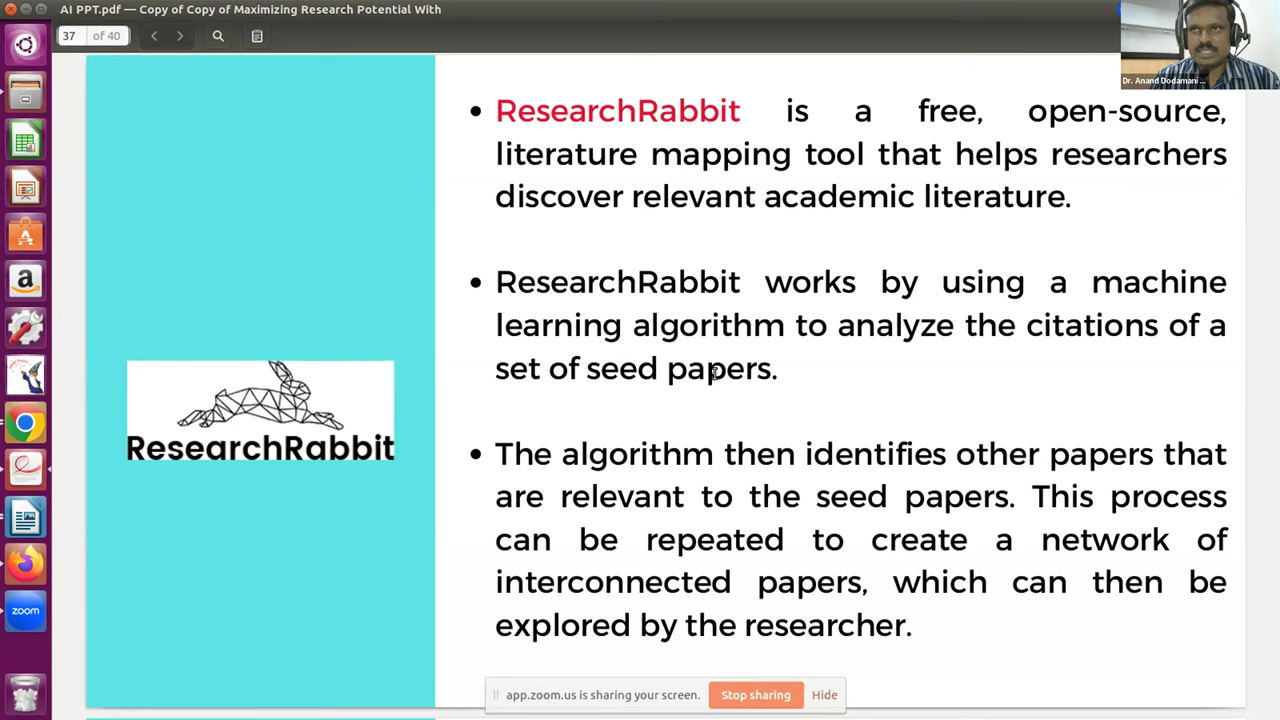 AI PPT.pdf — Copy of Copy of Maximizing Research Potential With
37 of 40
Dr. Anand Dodamani ...
• ResearchRabbit is a free, open-source,
literature mapping tool that helps researchers
discover relevant academic literature.
• ResearchRabbit works by using a machine
learning algorithm to analyze the citations of a
set of seed papers.
ResearchRabbit
• The algorithm then identifies other papers that
are relevant to the seed papers. This process
can be repeated to create a network of
interconnected papers, which can then be
explored by the researcher.
zoom
app.zoom.us is sharing your screen. Stop sharing Hide